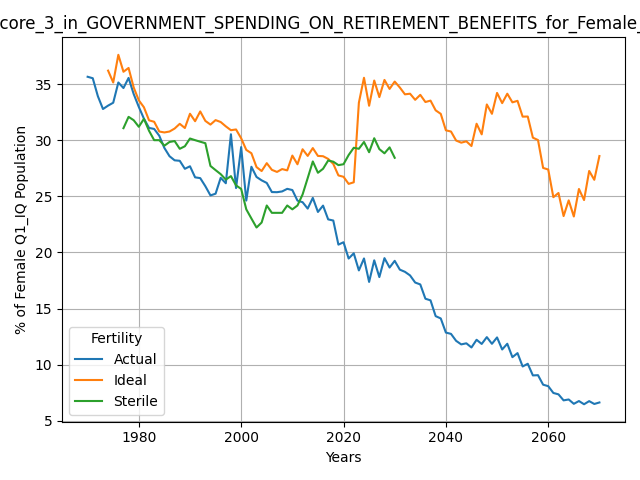 core_3_in_GOVERNMENT_SPENDING_ON_RETIREMENT_BENEFITS_for_Female_
% of Female Q1_IQ Population
35
30
25
20
15
10
5
Fertility
Actual
Ideal
Sterile
1980 2000 2020 2040 2060
Years